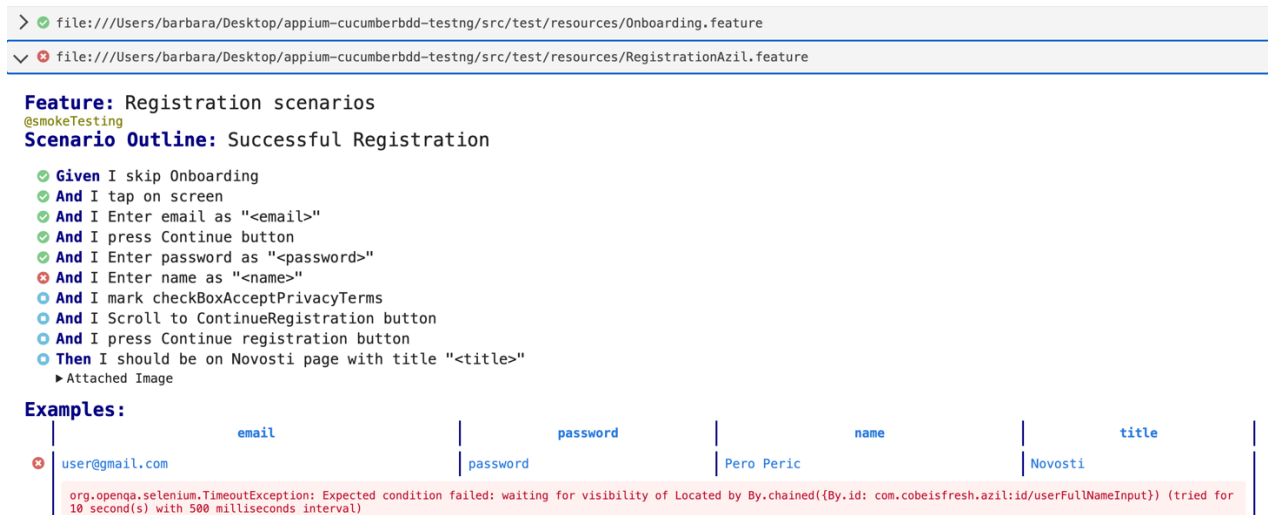 file:///Users/barbara/Desktop/appium-cucumberbdd-testng/src/test/resources/Onboarding.feature
file:///Users/barbara/Desktop/appium-cucumberbdd-testng/src/test/resources/RegistrationAzil.feature
Feature: Registration scenarios
@smokeTesting
Scenario Outline: Successful Registration
Given I skip Onboarding
And I tap on screen
And I Enter email as "<email>"
And I press Continue button
And I Enter password as "<password>"
And I Enter name as "<name>"
And I mark checkBoxAcceptPrivacyTerms
And I Scroll to ContinueRegistration button
And I press Continue registration button
Then I should be on Novosti page with title "<title>"
Attached Image
Examples:
email password name title
user@gmail.com password Pero Peric Novosti
org.openqa.selenium.TimeoutException: Expected condition failed: waiting for visibility of Located by By.chained({By.id: com.cobeisfresh.azil:id/userFullNameInput}) (tried for
10 second(s) with 500 milliseconds interval)